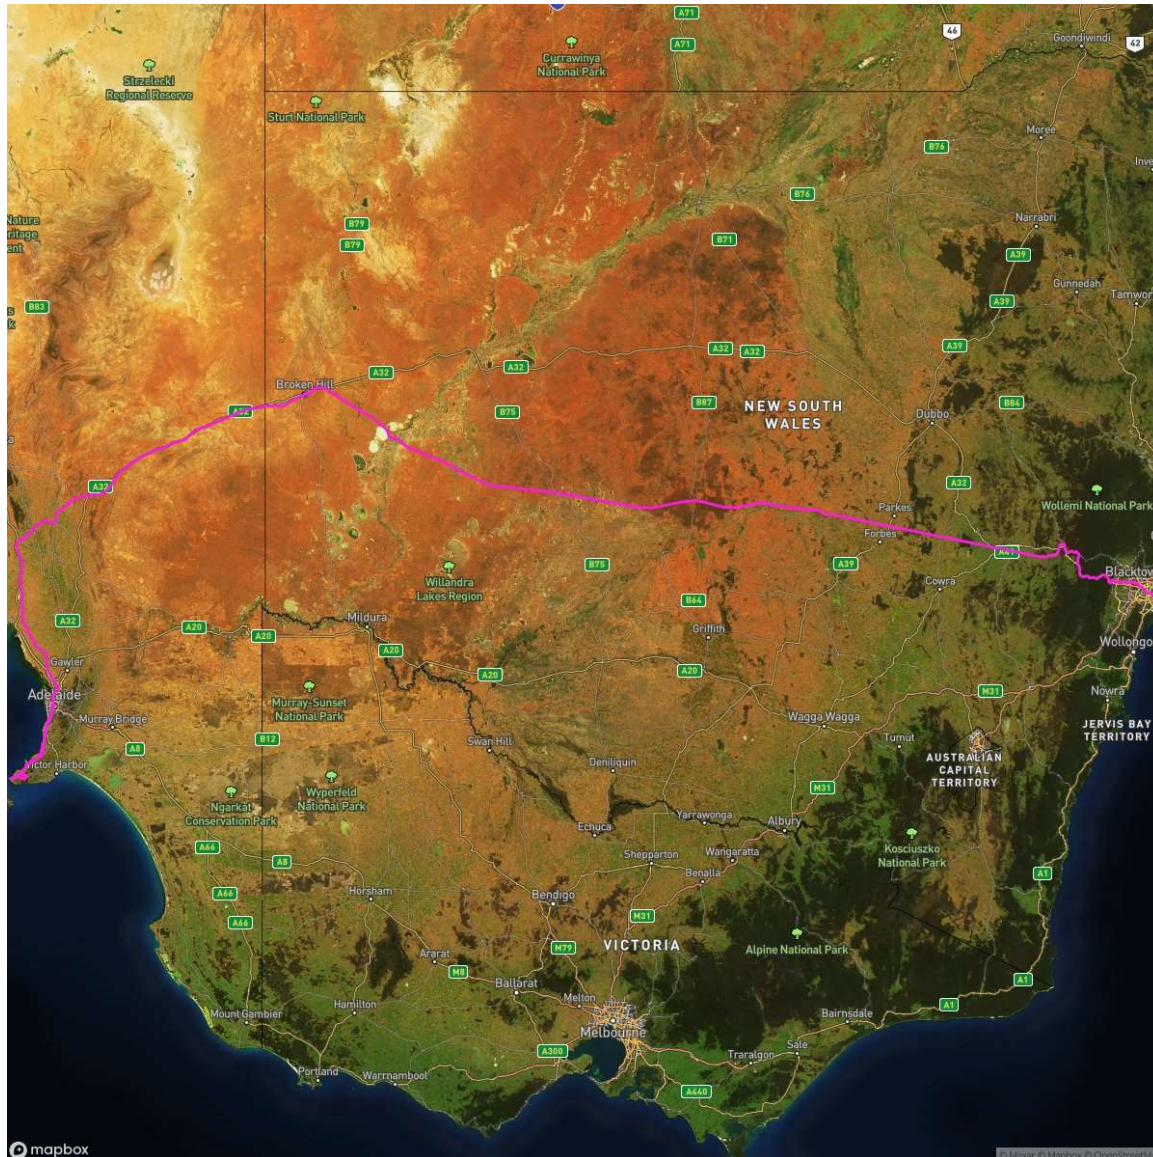 A71
A71
46
Goondiwindi
42
Currawinya
National Park
Strzelecki
Regional Reserve
Sturt National Park
Moree
B76
Inve
B76
Nature
ritage
ent
B79
B79
B71
Narrabri
A39
Gunnedah
Tamwor
B83
s
k
A39
A39
A32
A32
A32
A32
Broken Hill
A32
B75
B87
NEW SOUTH
WALES
B84
Dubbo
A32
A32
Wollemi National Park
Parkes
Forbes
A41
Blacktow
B75
A39
Willandra
Lakes Region
Cowra
B64
A32
A20
A20
Mildura
A20
Griffith
Wollongo
Gawler
A20
A20
M31
Adelaide
Murray-Sunset
National Park
Nowra
Murray Bridge
Wagga Wagga
JERVIS BAY
TERRITORY
A8
B12
Swan Hill
Tumut
AUSTRALIAN
CAPITAL
TERRITORY
Victor Harbor
Deniliquin
M31
Ngarkat
Conservation Park
Wyperfeld
National Park
Yarrawonga
Albury
Echuca
Kosciuszko
National Park
A66
A8
Shepparton
Wangaratta
Benalla
A1
A66
Horsham
Bendigo
A66
M31
M79
VICTORIA
Alpine National Park
Ararat
M8
Ballarat
Melton
A1
A1
Hamilton
Mount Gambier
Melbourne
Bairnsdale
A300
Traralgon
Sale
Portland
Warrnambool
A440
mapbox
© Maxar © Mapbox © OpenStreetM